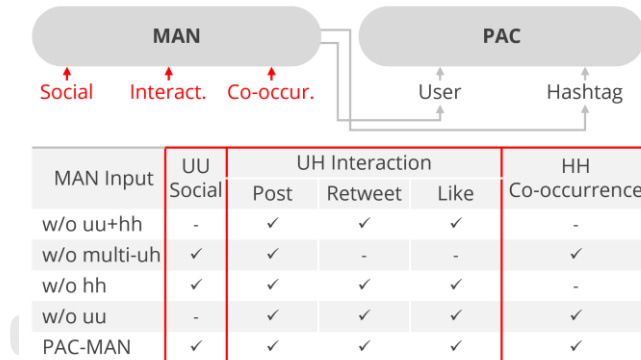 MAN PAC
Social Interact. Co-occur. User Hashtag
MAN Input UU Social UH Interaction HH Co-occurrence
Post Retweet Like
w/o uu+hh - ✓ ✓ ✓ -
w/o multi-uh ✓ ✓ - - ✓
w/o hh ✓ ✓ ✓ ✓ -
w/o uu - ✓ ✓ ✓ ✓
PAC-MAN ✓ ✓ ✓ ✓ ✓